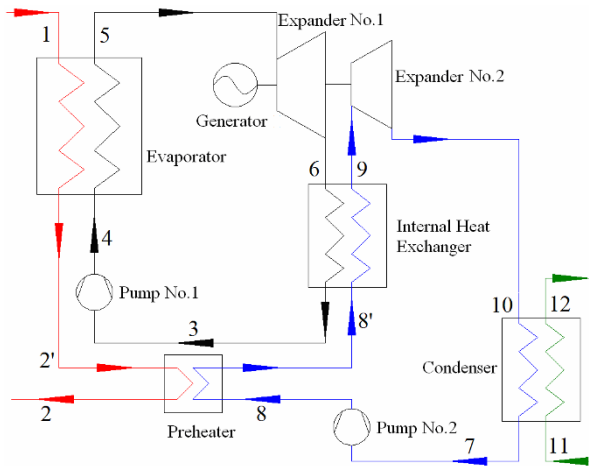 1
5
Expander No.1
Expander No.2
Generator
Evaporator
6
9
Internal Heat
Exchanger
4
Pump No.1
3
8'
10
12
2'
Condenser
2
8
Preheater
Pump No.2
7
11